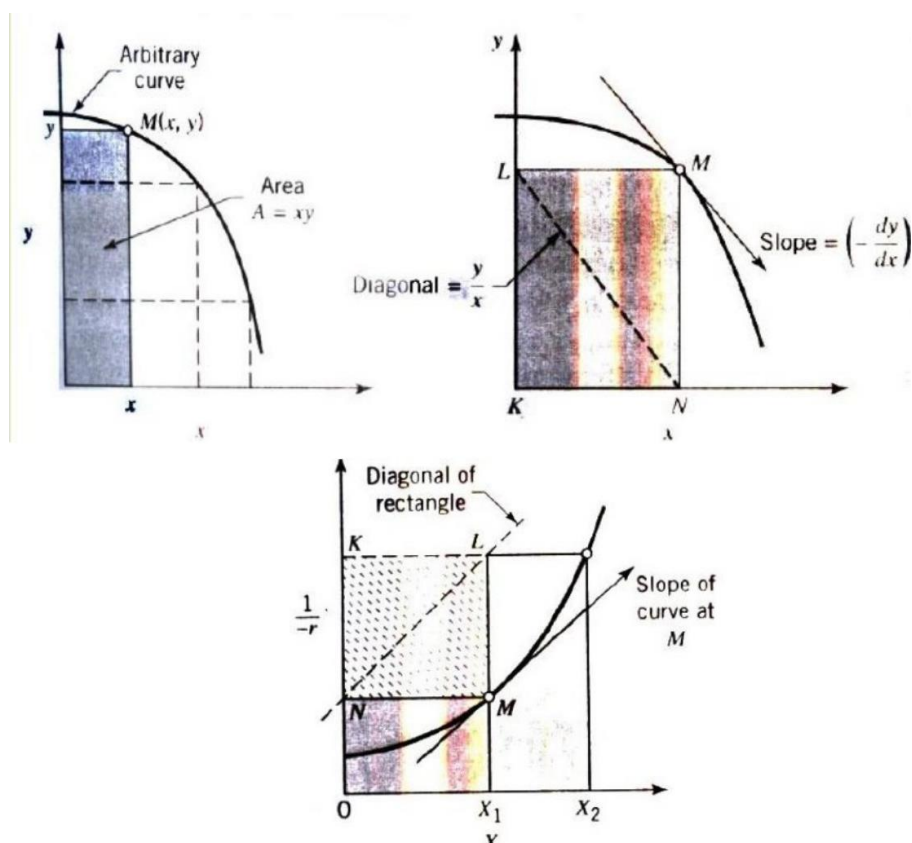 Arbitrary
curve
y
M(x, y)
Area
A = xy
y
x
x
y
L
M
Diagonal = y/x
Slope = (- dy/dx)
K
N
x
Diagonal of
rectangle
K
L
1/-r
Slope of
curve at
M
N
M
0
X₁
X₂
X